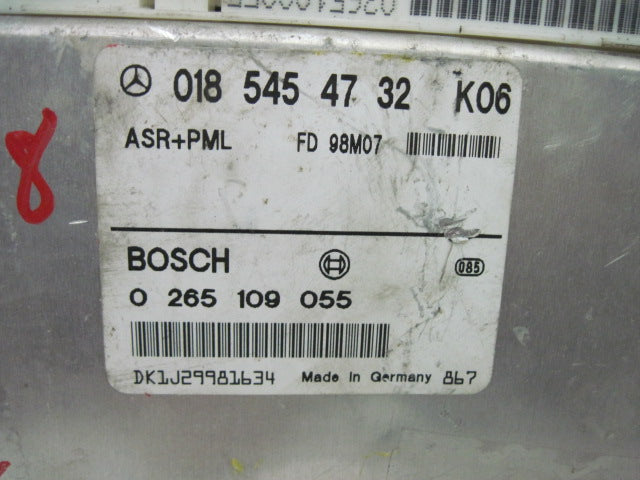 018 545 47 32 K06
ASR+PML FD 98M07
8
BOSCH
085
0 265 109 055
DK1J29981634 Made in Germany 867